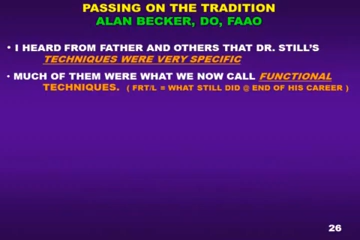 PASSING ON THE TRADITION
ALAN BECKER, DO, FAAO
• I HEARD FROM FATHER AND OTHERS THAT DR. STILL'S
TECHNIQUES WERE VERY SPECIFIC
• MUCH OF THEM WERE WHAT WE NOW CALL FUNCTIONAL
TECHNIQUES. ( FRT/L = WHAT STILL DID @ END OF HIS CAREER )
26